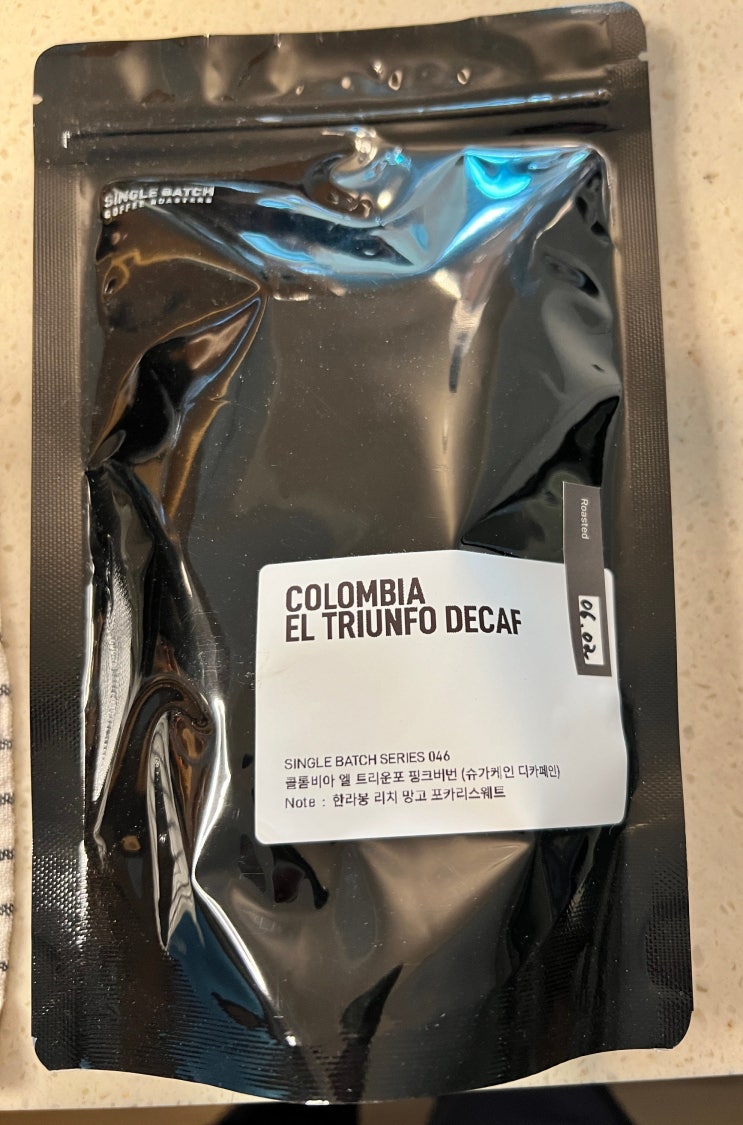 SINGLE BATCH
COFFEE ROASTERS
Roasted
06.02
COLOMBIA
EL TRIUNFO DECAF
SINGLE BATCH SERIES 046
콜롬비아 엘 트리운포 핑크버번 (슈가케인 디카페인)
Note : 한라봉 리치 망고 포카리스웨트